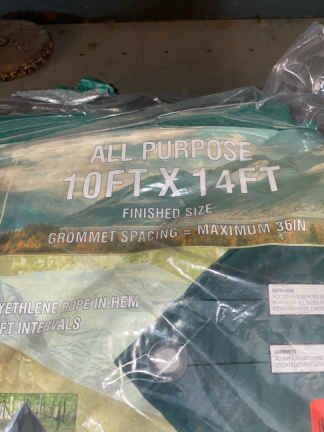 ALL PURPOSE
10FT X 14FT
FINISHED SIZE
GROMMET SPACING = MAXIMUM 36IN
YETHLENE ROPE IN HEM
FT INTERVALS